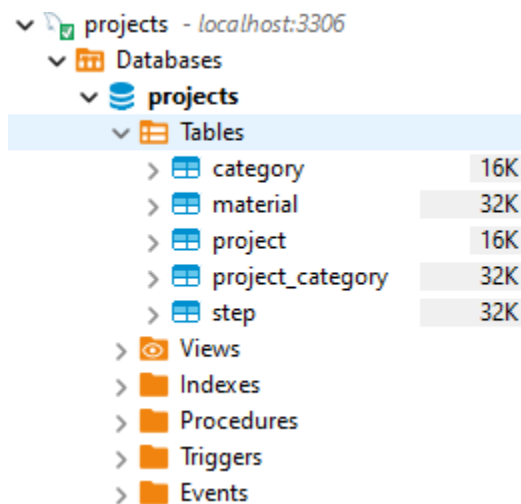 projects - localhost:3306
Databases
projects
Tables
category 16K
material 32K
project 16K
project_category 32K
step 32K
Views
Indexes
Procedures
Triggers
Events